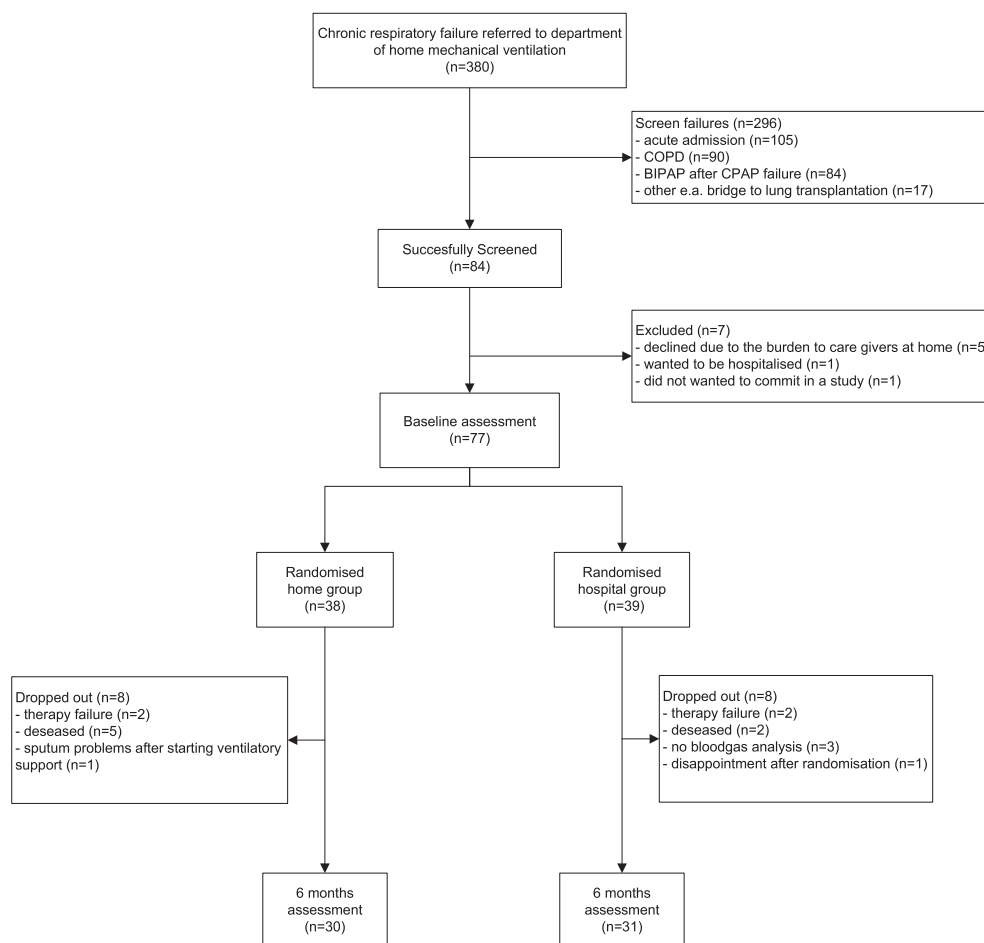 Chronic respiratory failure referred to department
of home mechanical ventilation
(n=380)
Screen failures (n=296)
- acute admission (n=105)
- COPD (n=90)
- BIPAP after CPAP failure (n=84)
- other e.a. bridge to lung transplantation (n=17)
Succesfully Screened
(n=84)
Excluded (n=7)
- declined due to the burden to care givers at home (n=5
- wanted to be hospitalised (n=1)
- did not wanted to commit in a study (n=1)
Baseline assessment
(n=77)
Randomised
home group
(n=38)
Randomised
hospital group
(n=39)
Dropped out (n=8)
- therapy failure (n=2)
- deseased (n=5)
- sputum problems after starting ventilatory
support (n=1)
Dropped out (n=8)
- therapy failure (n=2)
- deseased (n=2)
- no bloodgas analysis (n=3)
- disappointment after randomisation (n=1)
6 months
assessment
(n=30)
6 months
assessment
(n=31)